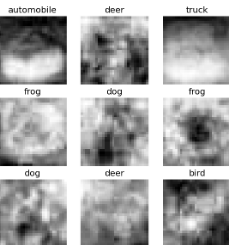 automobile deer truck
frog dog frog
dog deer bird